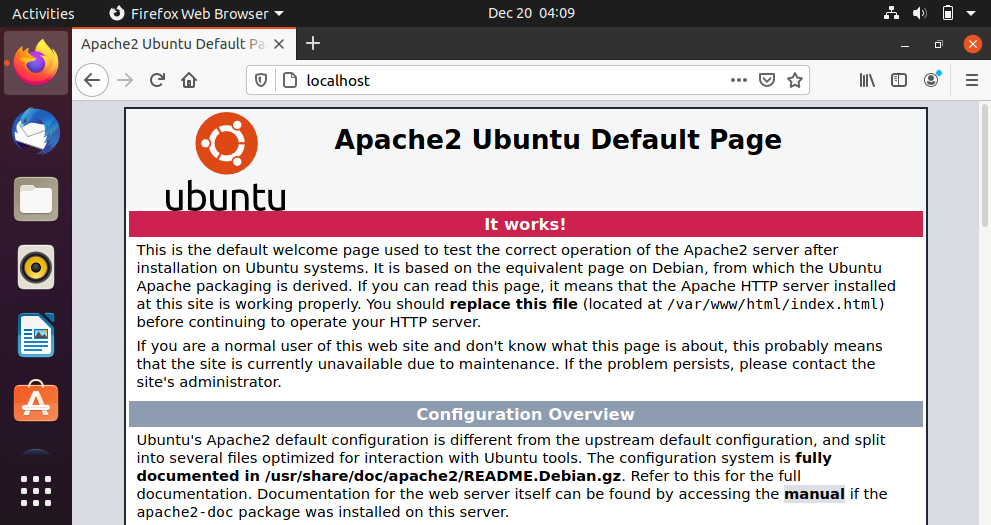 Activities Firefox Web Browser Dec 20 04:09
Apache2 Ubuntu Default Pa
localhost
ubuntu
Apache2 Ubuntu Default Page
It works!
This is the default welcome page used to test the correct operation of the Apache2 server after
installation on Ubuntu systems. It is based on the equivalent page on Debian, from which the Ubuntu
Apache packaging is derived. If you can read this page, it means that the Apache HTTP server installed
at this site is working properly. You should replace this file (located at /var/www/html/index.html)
before continuing to operate your HTTP server.
If you are a normal user of this web site and don't know what this page is about, this probably means
that the site is currently unavailable due to maintenance. If the problem persists, please contact the
site's administrator.
Configuration Overview
Ubuntu's Apache2 default configuration is different from the upstream default configuration, and split
into several files optimized for interaction with Ubuntu tools. The configuration system is fully
documented in /usr/share/doc/apache2/README.Debian.gz. Refer to this for the full
documentation. Documentation for the web server itself can be found by accessing the manual if the
apache2-doc package was installed on this server.